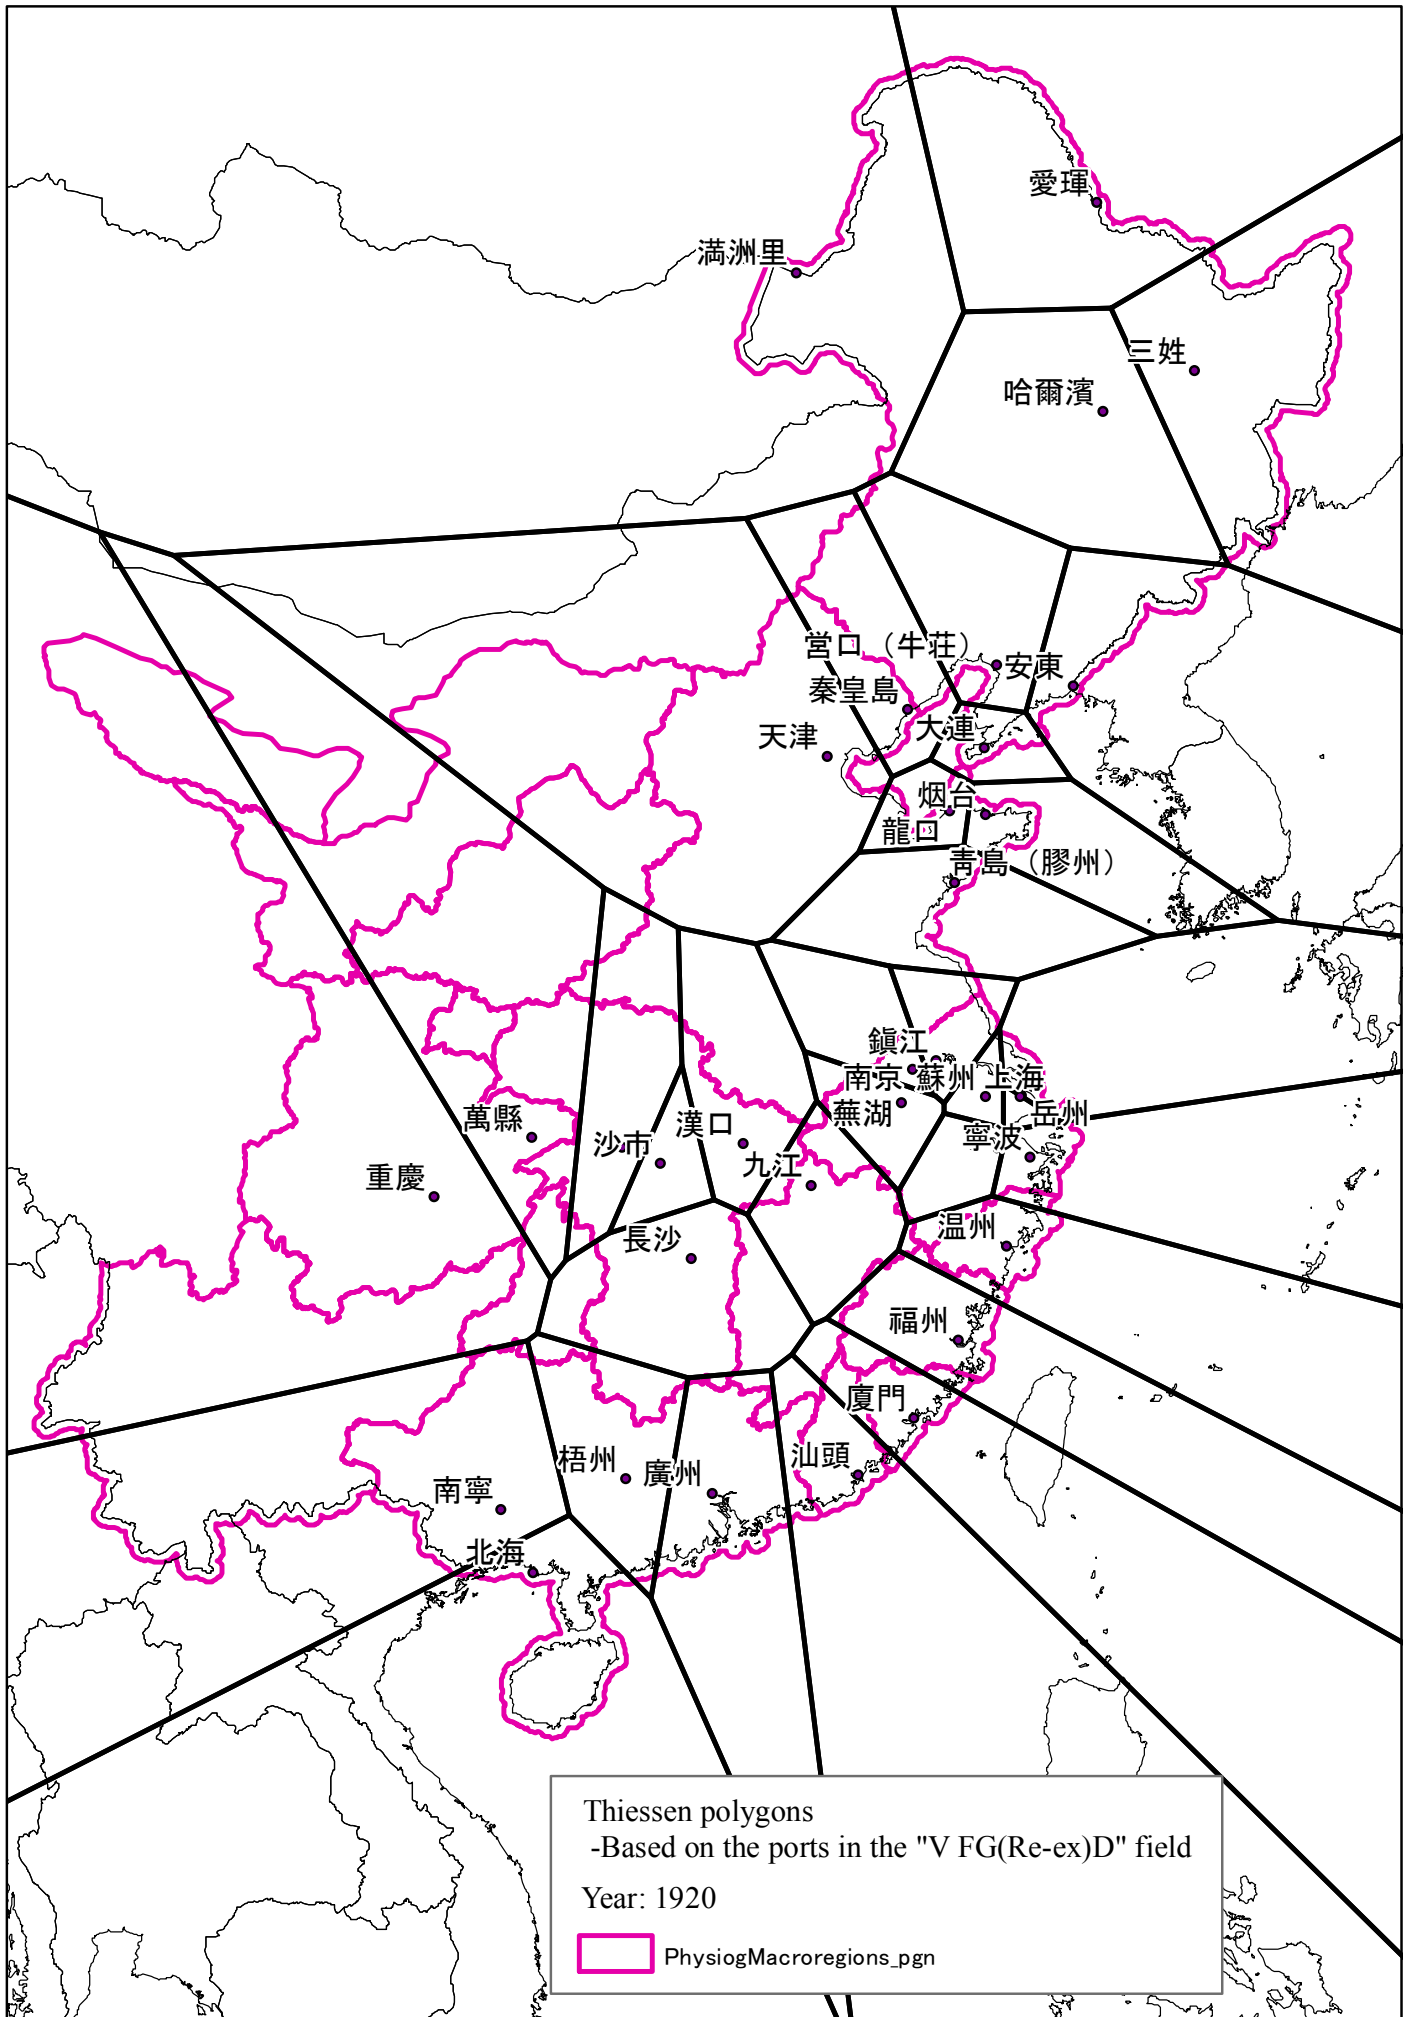 愛琿
満洲里
三姓
哈爾濱
営口（牛荘）
安東
秦皇島
大連
天津
烟台
龍口
青島（膠州）
鎭江
南京
蘇州
上海
蕪湖
岳州
萬縣
漢口
寧波
沙市
九江
重慶
温州
長沙
福州
廈門
梧州
汕頭
廣州
南寧
北海
Thiessen polygons
-Based on the ports in the "V FG(Re-ex)D" field
Year: 1920
PhysiogMacroregions_pgn